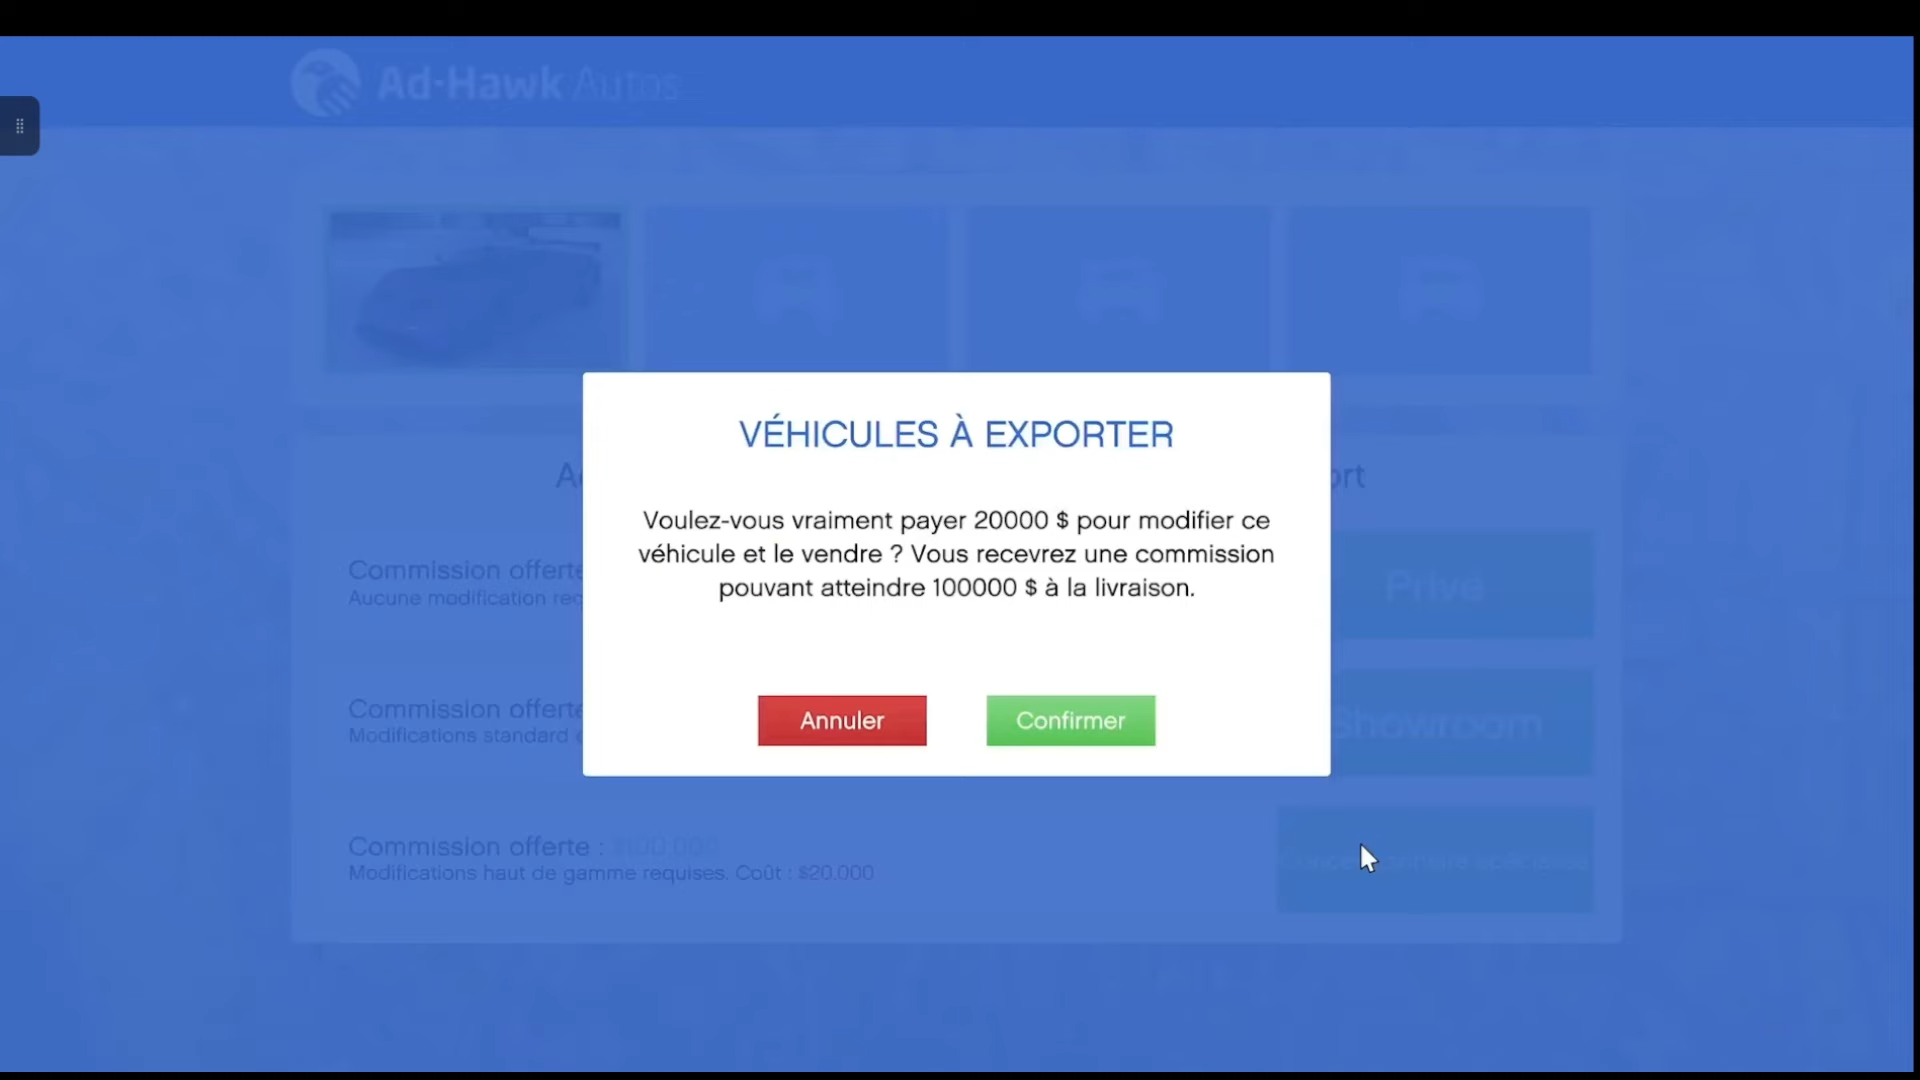 Ad-Hawk Autos
VÉHICULES À EXPORTER
Voulez-vous vraiment payer 20000 $ pour modifier ce
véhicule et le vendre ? Vous recevrez une commission
pouvant atteindre 100000 $ à la livraison.
Annuler
Confirmer
Commission offerte
Aucune modification
Privé
Commission offerte
Modifications standard
Showroom
Commission offerte : $100.000
Modifications haut de gamme requises. Coût : $20.000